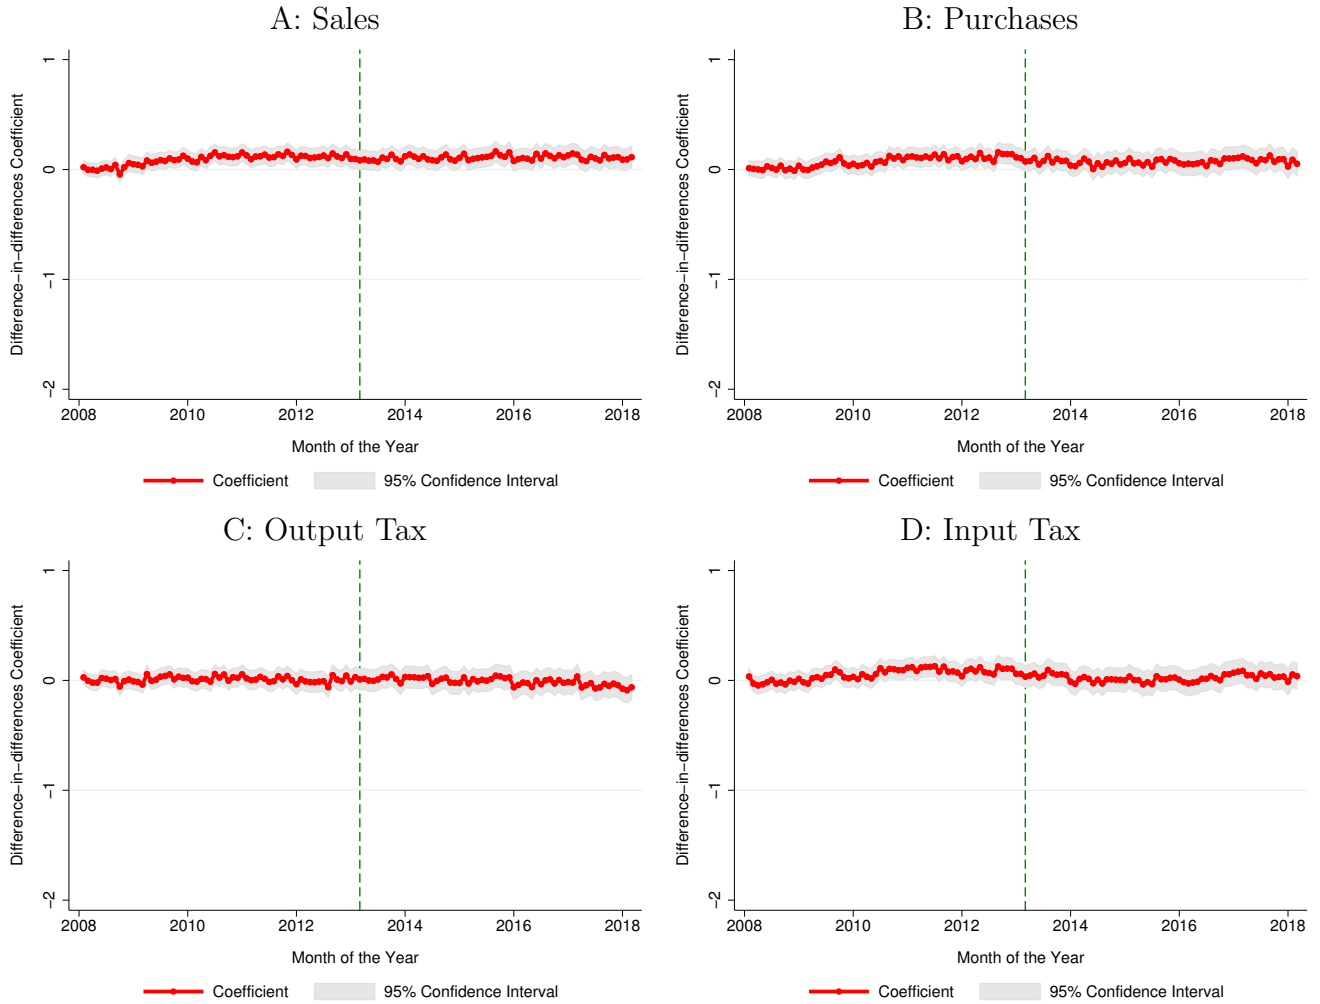 A: Sales
Difference-in-differences Coefficient
1
0
-1
-2
2008 2010 2012 2014 2016 2018
Month of the Year
Coefficient 95% Confidence Interval
B: Purchases
Difference-in-differences Coefficient
1
0
-1
-2
2008 2010 2012 2014 2016 2018
Month of the Year
Coefficient 95% Confidence Interval
C: Output Tax
Difference-in-differences Coefficient
1
0
-1
-2
2008 2010 2012 2014 2016 2018
Month of the Year
Coefficient 95% Confidence Interval
D: Input Tax
Difference-in-differences Coefficient
1
0
-1
-2
2008 2010 2012 2014 2016 2018
Month of the Year
Coefficient 95% Confidence Interval